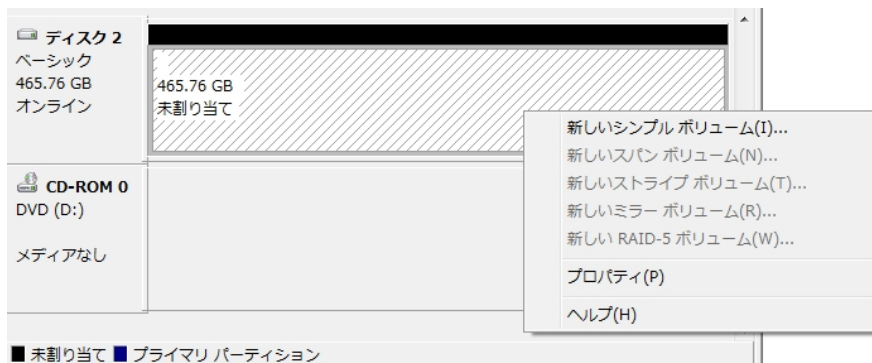 ディスク 2
ベーシック
465.76 GB
オンライン
465.76 GB
未割り当て
新しいシンプル ボリューム(I)...
新しいスパン ボリューム(N)...
新しいストライプ ボリューム(T)...
新しいミラー ボリューム(R)...
新しい RAID-5 ボリューム(W)...
プロパティ(P)
ヘルプ(H)
CD-ROM 0
DVD (D:)
メディアなし
未割り当て プライマリ パーティション